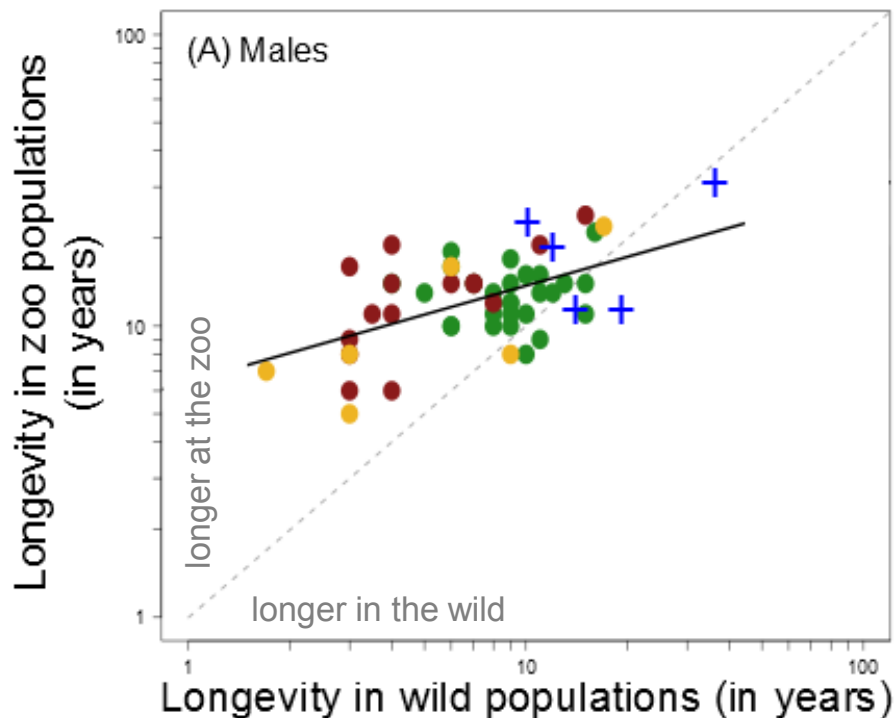 (A) Males
Longevity in zoo populations
(in years)
100
10
1
longer at the zoo
longer in the wild
1
10
100
Longevity in wild populations (in years)